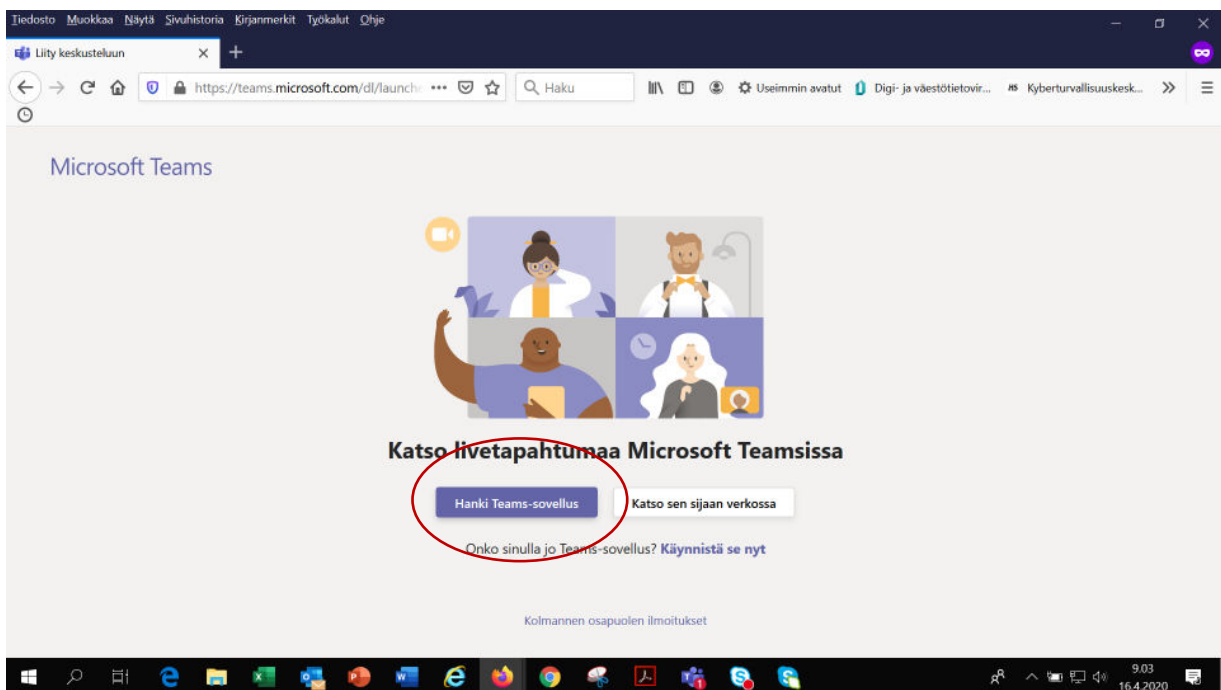 Tiedosto Muokkaa Näytä Sivuhistoria Kirjanmerkit Työkalut Ohje
Liity keskusteluun
https://teams.microsoft.com/dl/launche
Haku
Useimmin avatut
Digi- ja väestötietovir...
Kyberturvallisuuskesk...
Microsoft Teams
Katso livetapahtumaa Microsoft Teamsissa
Hanki Teams-sovellus
Katso sen sijaan verkossa
Onko sinulla jo Teams-sovellus? Käynnistä se nyt
Kolmannen osapuolen ilmoitukset
9.03
16.4.2020